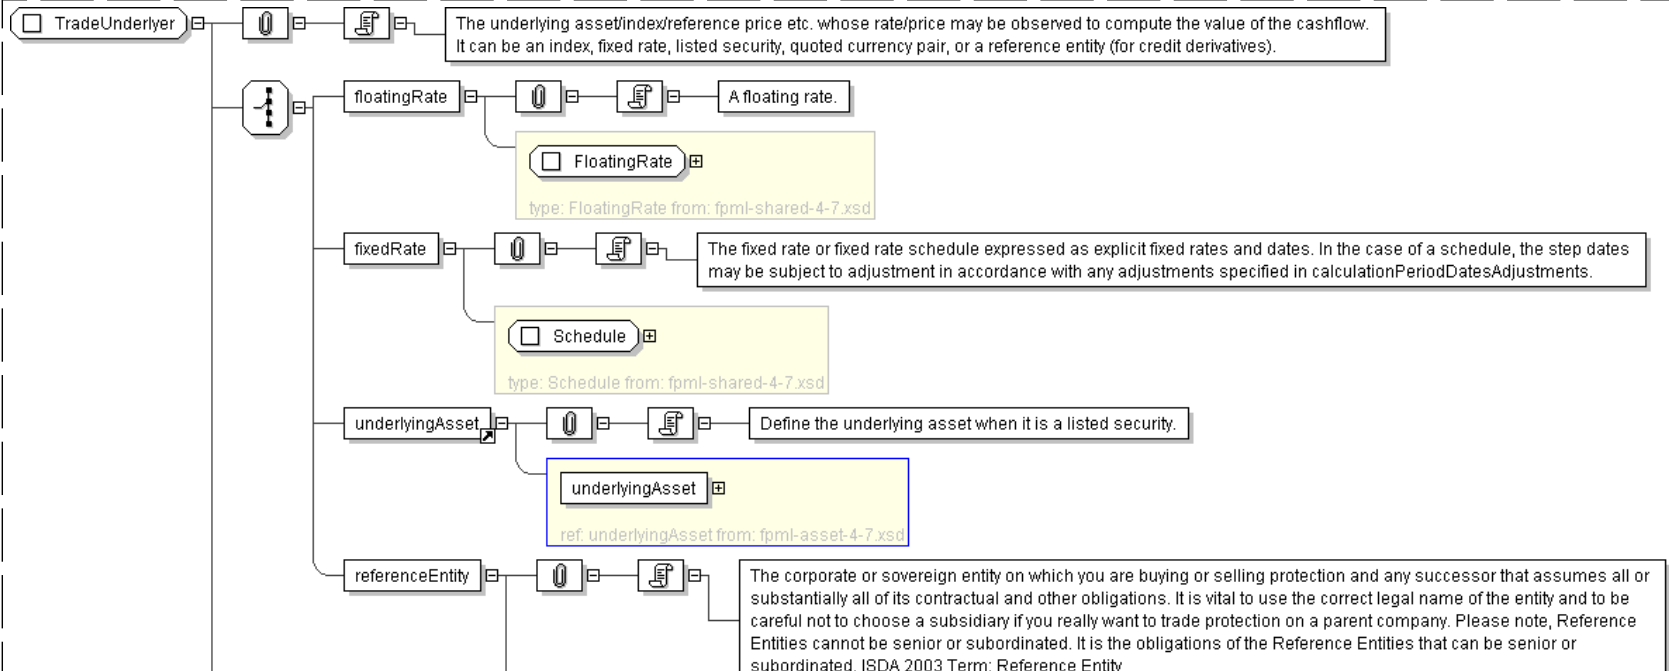 TradeUnderlyer
The underlying asset/index/reference price etc. whose rate/price may be observed to compute the value of the cashflow.
It can be an index, fixed rate, listed security, quoted currency pair, or a reference entity (for credit derivatives).
floatingRate
A floating rate.
FloatingRate
type: FloatingRate from: fpml-shared-4-7.xsd
fixedRate
The fixed rate or fixed rate schedule expressed as explicit fixed rates and dates. In the case of a schedule, the step dates
may be subject to adjustment in accordance with any adjustments specified in calculationPeriodDatesAdjustments.
Schedule
type: Schedule from: fpml-shared-4-7.xsd
underlyingAsset
Define the underlying asset when it is a listed security.
underlyingAsset
ref: underlyingAsset from: fpml-asset-4-7.xsd
referenceEntity
The corporate or sovereign entity on which you are buying or selling protection and any successor that assumes all or
substantially all of its contractual and other obligations. It is vital to use the correct legal name of the entity and to be
careful not to choose a subsidiary if you really want to trade protection on a parent company. Please note, Reference
Entities cannot be senior or subordinated. It is the obligations of the Reference Entities that can be senior or
subordinated. ISDA 2003 Term: Reference Entity